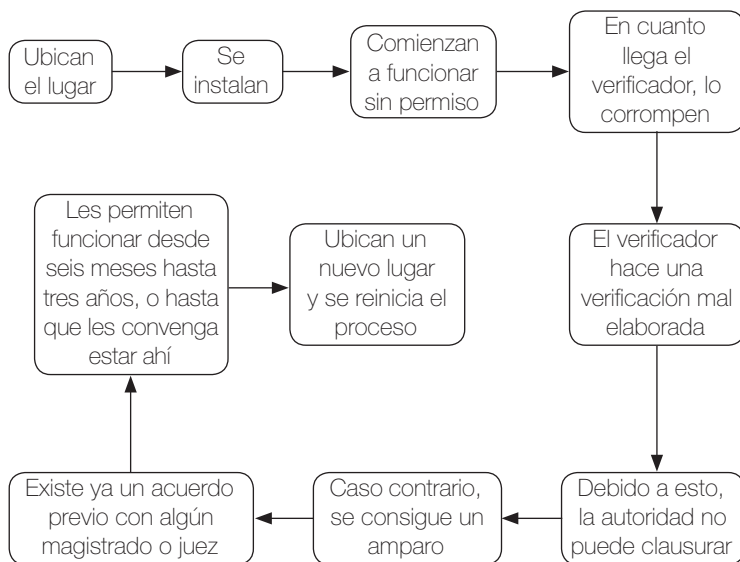 Ubican
el lugar
Se
instalan
Comienzan
a funcionar
sin permiso
En cuanto
llega el
verificador, lo
corrompen
El verificador
hace una
verificación mal
elaborada
Debido a esto,
la autoridad no
puede clausurar
Caso contrario,
se consigue un
amparo
Existe ya un acuerdo
previo con algún
magistrado o juez
Les permiten
funcionar desde
seis meses hasta
tres años, o hasta
que les convenga
estar ahí
Ubican un
nuevo lugar
y se reinicia el
proceso